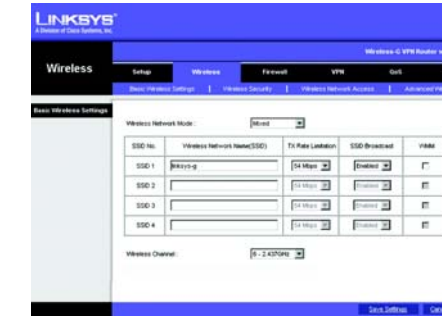 LINKSYS®
A Division of Cisco Systems, Inc.
Wireless-G VPN Router w
Wireless
Setup Wireless Firewall VPN QoS
Basic Wireless Settings | Wireless Security | Wireless Network Access | Advanced Wi
Basic Wireless Settings
Wireless Network Mode: Mixed
SSID No. Wireless Network Name(SSID) TX Rate Limitation SSID Broadcast WMM
SSID 1 linksys-g 54 Mbps Enabled
SSID 2 54 Mbps Enabled
SSID 3 54 Mbps Enabled
SSID 4 54 Mbps Enabled
Wireless Channel: 6 - 2.437GHz
Save Settings Can